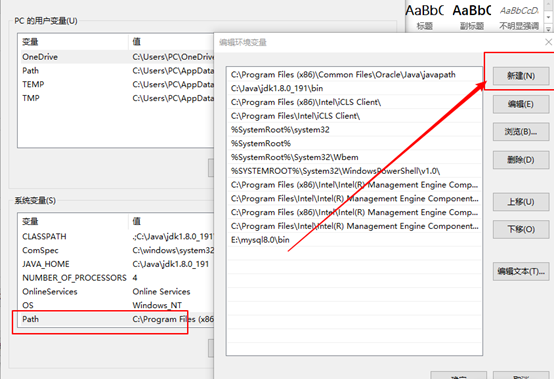 PC 的用户变量(U)
变量 值
OneDrive C:\Users\PC\OneDrive
Path C:\Users\PC\AppData
TEMP C:\Users\PC\AppData
TMP C:\Users\PC\AppData
系统变量(S)
变量 值
CLASSPATH .;C:\Java\jdk1.8.0_191
ComSpec C:\windows\system32
JAVA_HOME C:\Java\jdk1.8.0_191
NUMBER_OF_PROCESSORS 4
OnlineServices Online Services
OS Windows_NT
Path C:\Program Files (x86
AaBb AaBbC AaBbCcD.
标题 副标题 不明显强调
编辑环境变量
C:\Program Files (x86)\Common Files\Oracle\Java\javapath
C:\Java\jdk1.8.0_191\bin
C:\Program Files (x86)\Intel\iCLS Client\
C:\Program Files\Intel\iCLS Client\
%SystemRoot%\system32
%SystemRoot%
%SystemRoot%\System32\Wbem
%SYSTEMROOT%\System32\WindowsPowerShell\v1.0\
C:\Program Files (x86)\Intel\Intel(R) Management Engine Comp...
C:\Program Files\Intel\Intel(R) Management Engine Component...
C:\Program Files (x86)\Intel\Intel(R) Management Engine Comp...
C:\Program Files\Intel\Intel(R) Management Engine Component...
E:\mysql8.0\bin
新建(N)
编辑(E)
浏览(B)...
删除(D)
上移(U)
下移(O)
编辑文本(T)...
确定 取消